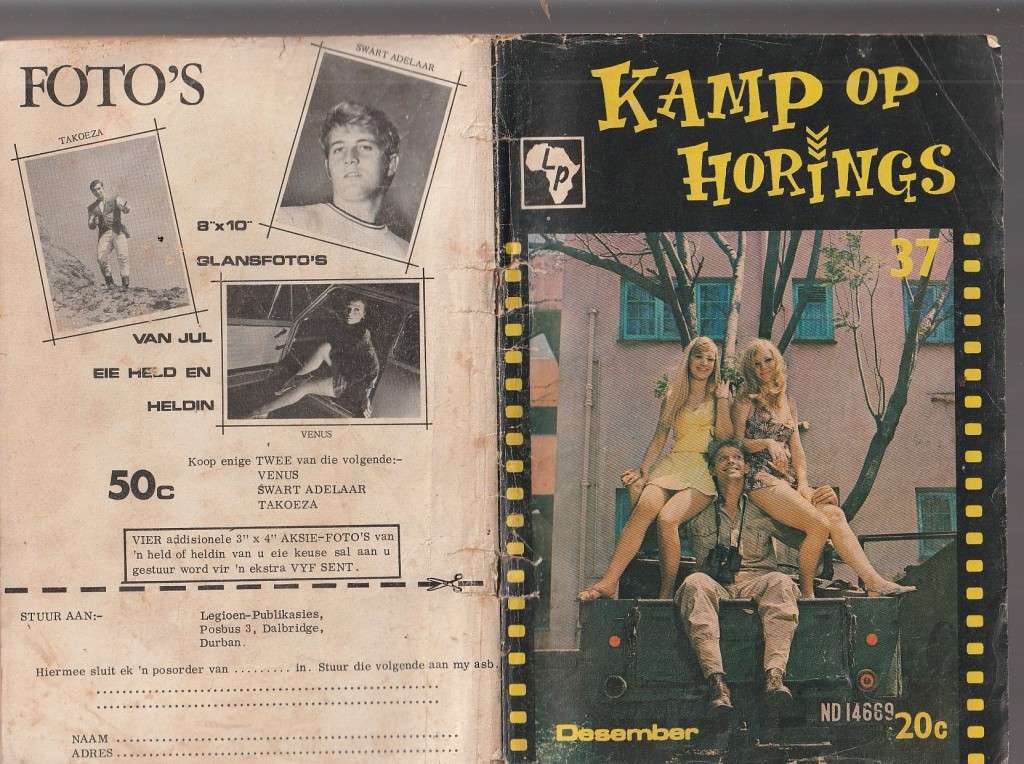 FOTO'S
SWART ADELAAR
TAKOEZA
8"x10"
GLANSFOTO'S
VAN JUL
EIE HELD EN
HELDIN
VENUS
50c
Koop enige TWEE van die volgende:-
VENUS
SWART ADELAAR
TAKOEZA
VIER addisionele 3" x 4" AKSIE-FOTO'S van
'n held of heldin van u eie keuse sal aan u
gestuur word vir 'n ekstra VYF SENT.
STUUR AAN:-
Legioen-Publikasies,
Posbus 3, Dalbridge,
Durban.
Hiermee sluit ek 'n posorder van ......... in. Stuur die volgende aan my asb.
NAAM
ADRES
KAMP OP
HORINGS
LP
37
ND 14669
Desember
20c